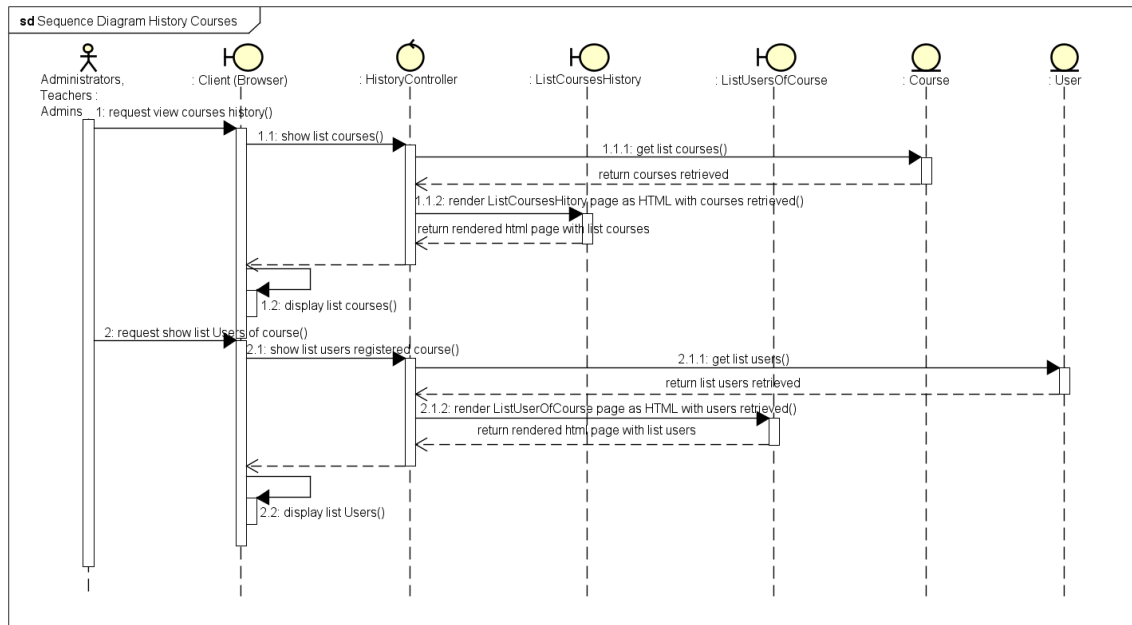 sd Sequence Diagram History Courses
Administrators,
Teachers :
Admins
: Client (Browser)
: HistoryController
: ListCoursesHistory
: ListUsersOfCourse
: Course
: User
1: request view courses history()
1.1: show list courses()
1.1.1: get list courses()
return courses retrieved
1.1.2: render ListCoursesHitory page as HTML with courses retrieved()
return rendered html page with list courses
1.2: display list courses()
2: request show list Users of course()
2.1: show list users registered course()
2.1.1: get list users()
return list users retrieved
2.1.2: render ListUserOfCourse page as HTML with users retrieved()
return rendered html page with list users
2.2: display list Users()